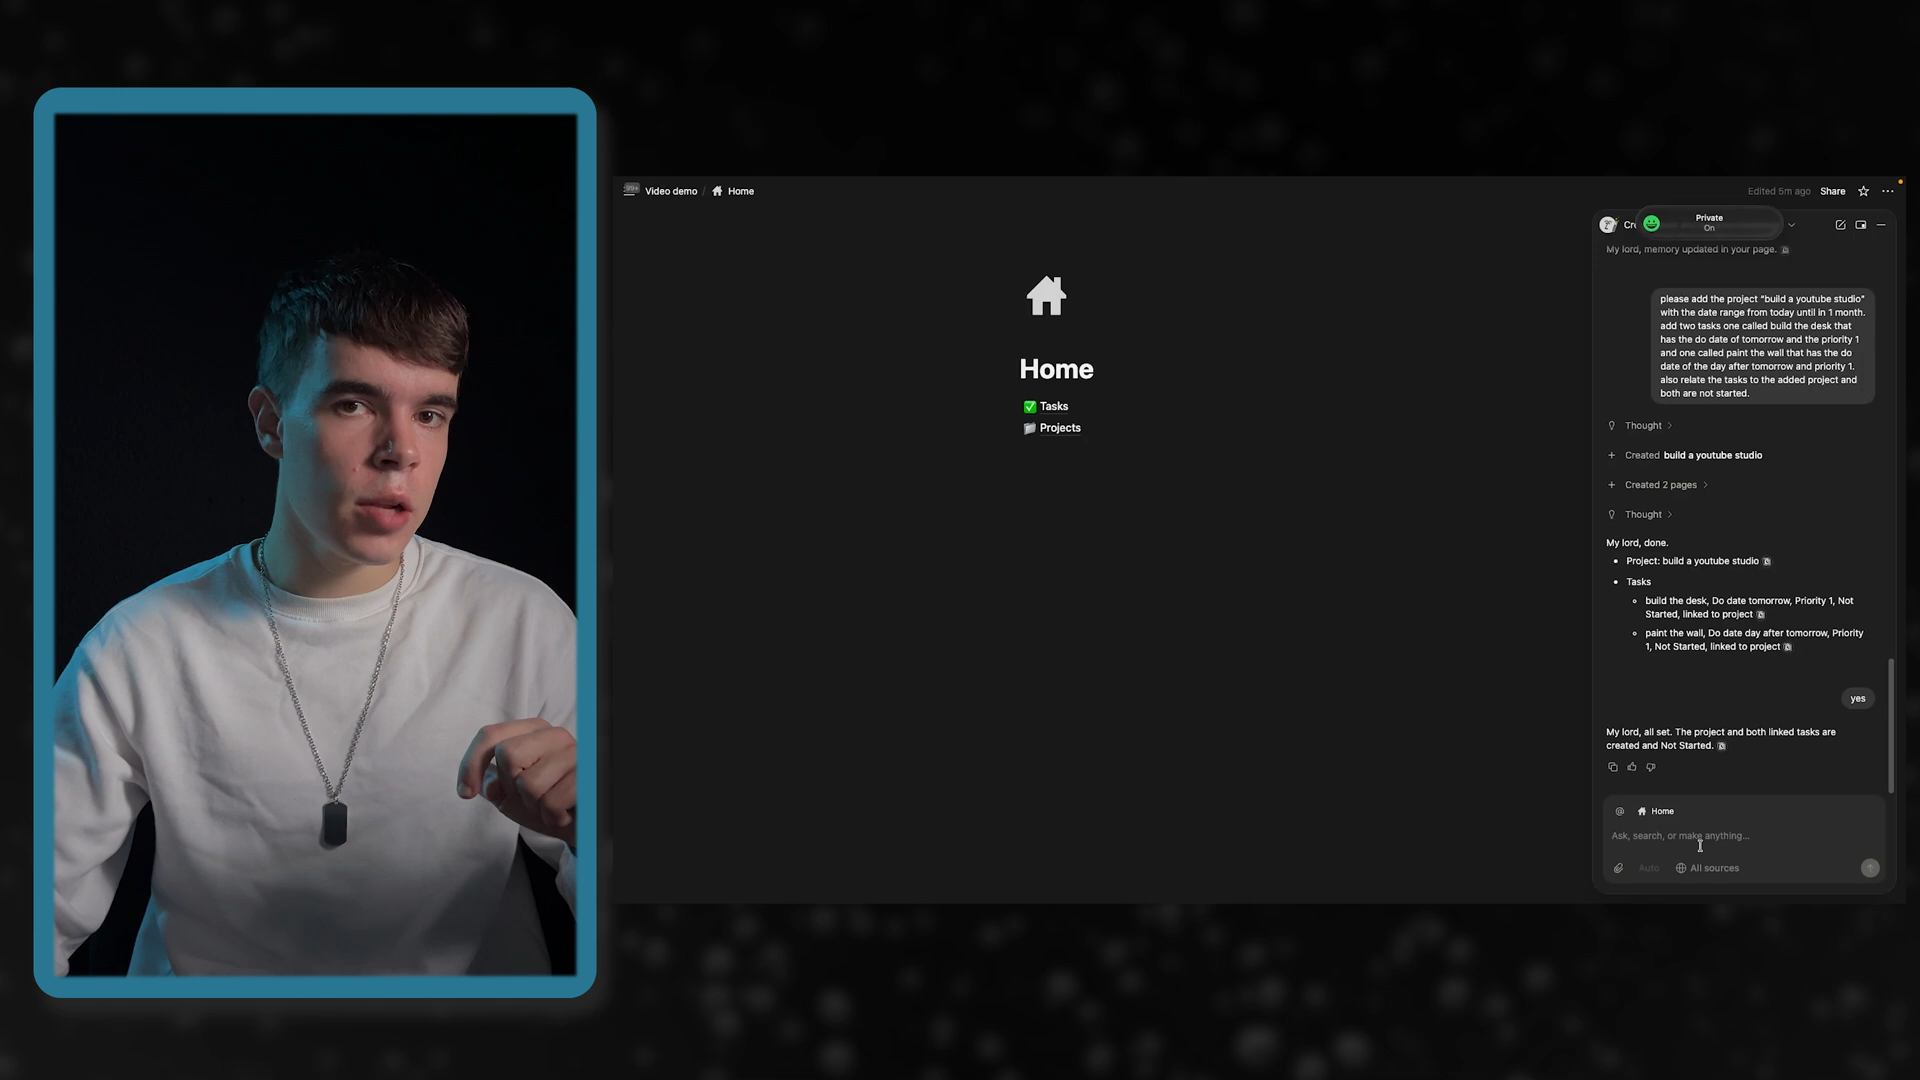 Video demo / Home
Edited 5m ago Share
Private
On
My lord, memory updated in your page.
please add the project "build a youtube studio"
with the date range from today until in 1 month.
add two tasks one called build the desk that
has the do date of tomorrow and the priority 1
and one called paint the wall that has the do
date of the day after tomorrow and priority 1.
also relate the tasks to the added project and
both are not started.
Thought
Created build a youtube studio
Created 2 pages
Thought
My lord, done.
Project: build a youtube studio
Tasks
build the desk, Do date tomorrow, Priority 1, Not
Started, linked to project
paint the wall, Do date day after tomorrow, Priority
1, Not Started, linked to project
yes
My lord, all set. The project and both linked tasks are
created and Not Started.
@ Home
Ask, search, or make anything...
Auto All sources
Home
Tasks
Projects